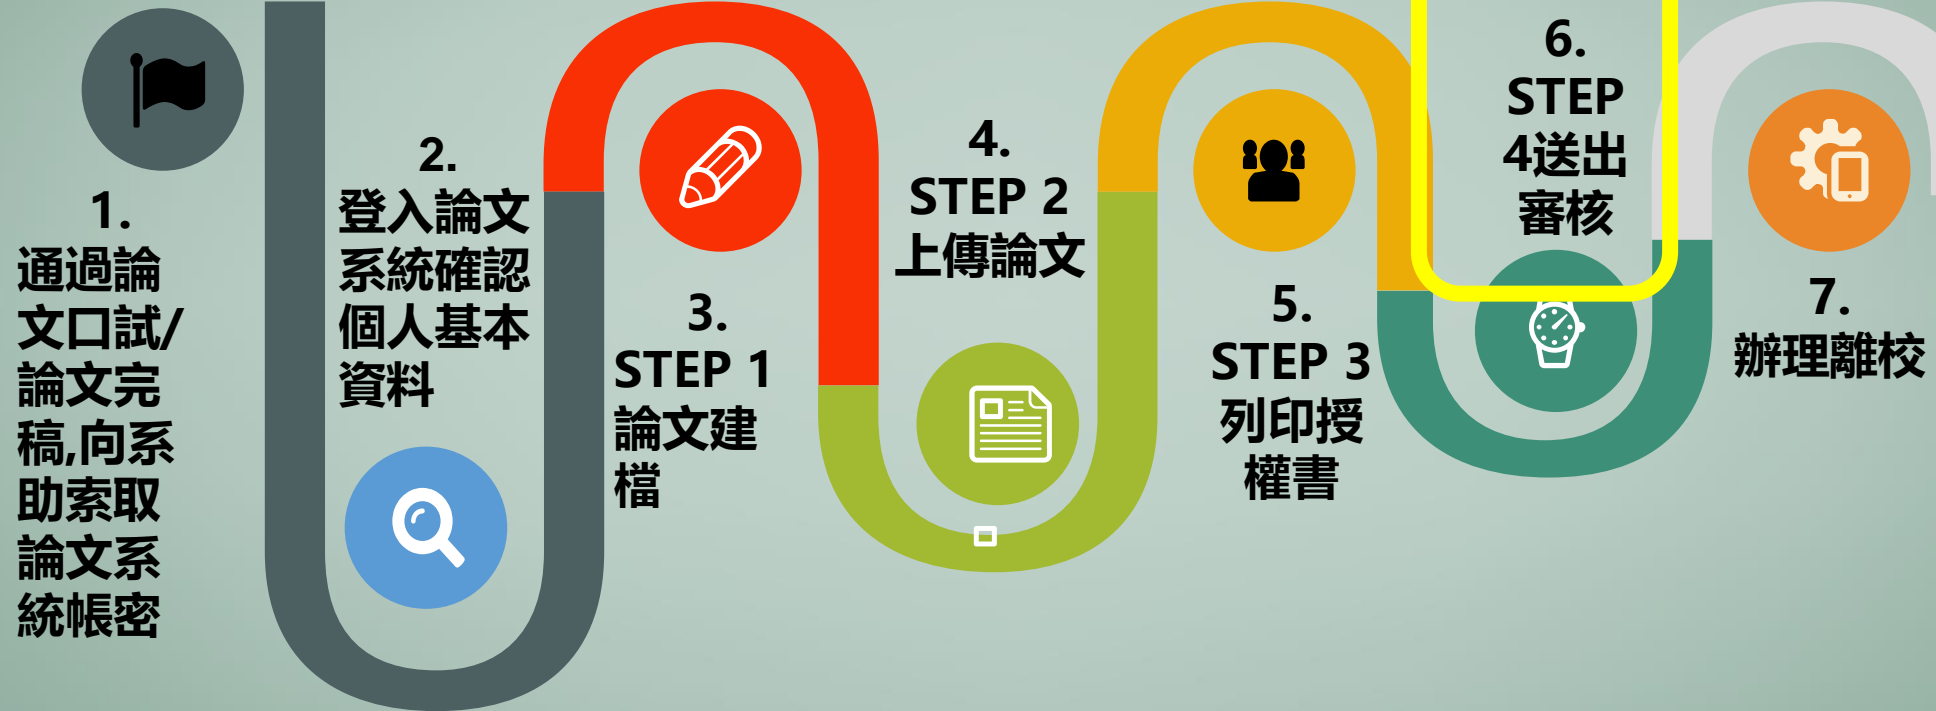 1.
通過論
文口試/
論文完
稿,向系
助索取
論文系
統帳密
2.
登入論文
系統確認
個人基本
資料
3.
STEP 1
論文建
檔
4.
STEP 2
上傳論文
5.
STEP 3
列印授
權書
6.
STEP
4送出
審核
7.
辦理離校